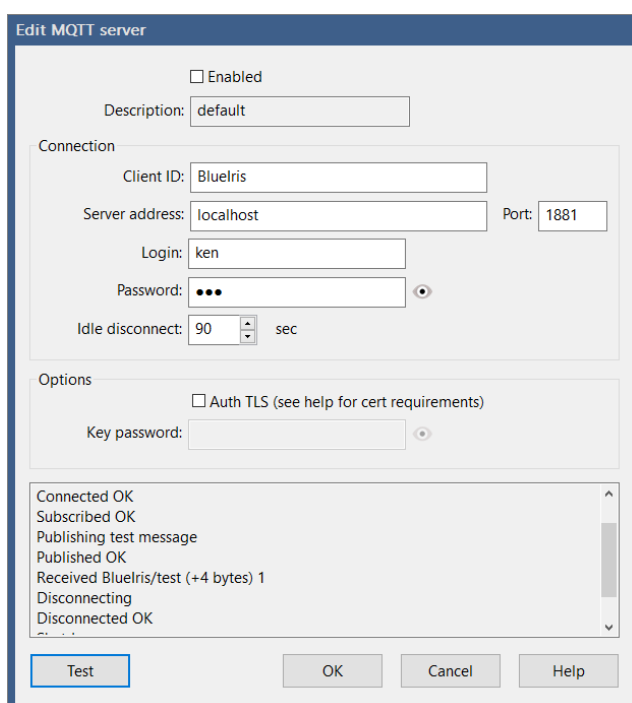 Edit MQTT server
Enabled
Description: default
Connection
Client ID: BlueIris
Server address: localhost Port: 1881
Login: ken
Password: ●●●
Idle disconnect: 90 sec
Options
Auth TLS (see help for cert requirements)
Key password:
Connected OK
Subscribed OK
Publishing test message
Published OK
Received BlueIris/test (+4 bytes) 1
Disconnecting
Disconnected OK
Test OK Cancel Help